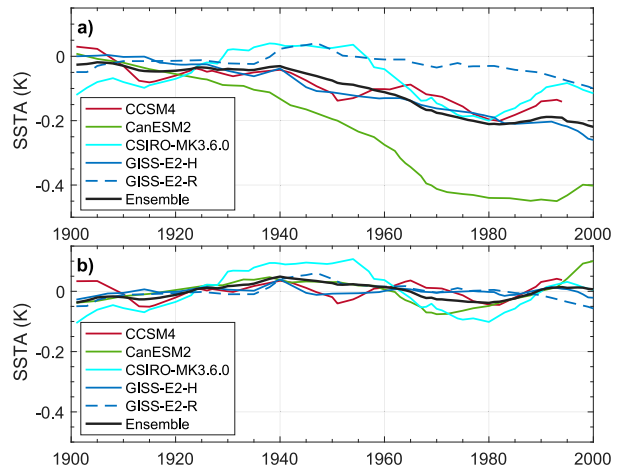 a)
SSTA (K)
0
-0.2
-0.4
CCSM4
CanESM2
CSIRO-MK3.6.0
GISS-E2-H
GISS-E2-R
Ensemble
1900 1920 1940 1960 1980 2000
b)
SSTA (K)
0
-0.2
-0.4
CCSM4
CanESM2
CSIRO-MK3.6.0
GISS-E2-H
GISS-E2-R
Ensemble
1900 1920 1940 1960 1980 2000